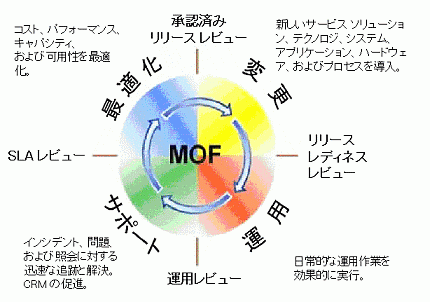 コスト、パフォーマンス、
キャパシティ、
および可用性を最適
化。
承認済み
リリースレビュー
新しいサービス ソリューショ
ン、テクノロジ、システム、
アプリケーション、ハードウェ
ア、およびプロセスを導入。
最適化
変更
SLAレビュー
MOF
リリース
レディネス
レビュー
サポート
運用
インシデント、問題、
および照会に対する
迅速な追跡と解決。
CRMの促進。
運用レビュー
日常的な運用作業を
効果的に実行。